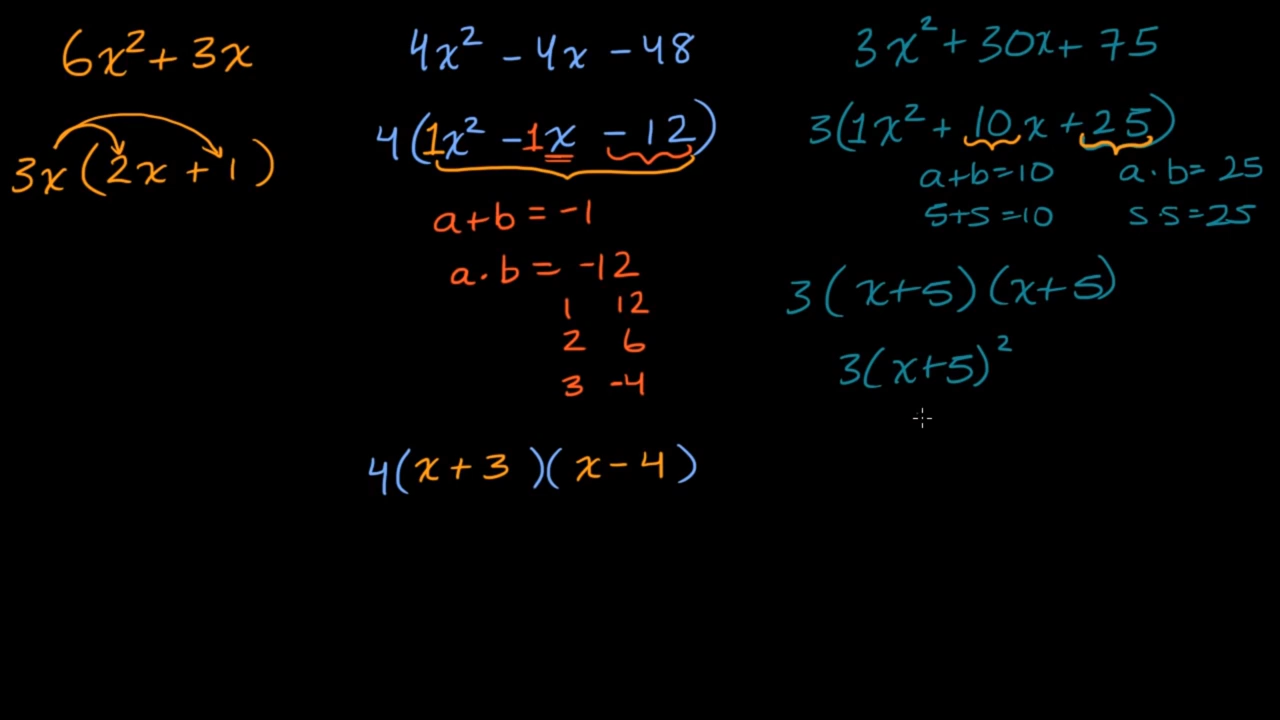 6x² + 3x
3x(2x + 1)
4x² - 4x - 48
4(1x² - 1x - 12)
a+b = -1
a·b = -12
1 12
2 6
3 -4
4(x+3)(x-4)
3x² + 30x + 75
3(1x² + 10x + 25)
a+b=10 a·b=25
5+5=10 5·5=25
3(x+5)(x+5)
3(x+5)²